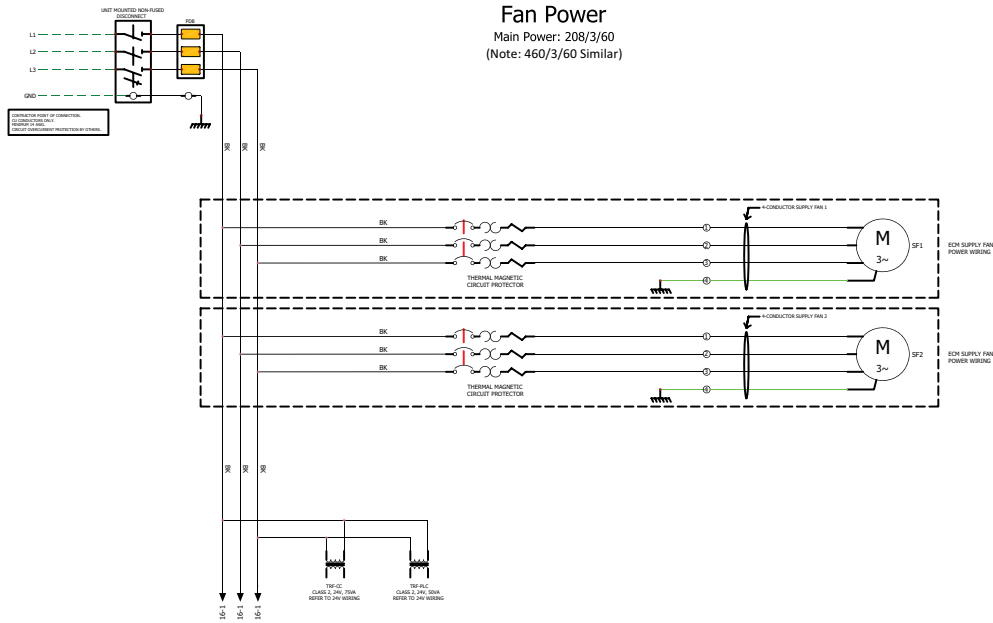 Fan Power
Main Power: 208/3/60
(Note: 460/3/60 Similar)
UNIT MOUNTED NON-FUSED
DISCONNECT
PDB
L1
L2
L3
GND
CONTRACTOR POINT OF CONNECTION.
CU CONDUCTORS ONLY.
MINIMUM 14 AWG.
CIRCUIT OVERCURRENT PROTECTION BY OTHERS.
BK
BK
BK
4-CONDUCTOR SUPPLY FAN 1
BK
BK
BK
1
2
3
4
M
3~
SF1
ECM SUPPLY FAN
POWER WIRING
THERMAL MAGNETIC
CIRCUIT PROTECTOR
4-CONDUCTOR SUPPLY FAN 2
BK
BK
BK
1
2
3
4
M
3~
SF2
ECM SUPPLY FAN
POWER WIRING
THERMAL MAGNETIC
CIRCUIT PROTECTOR
BK
BK
BK
TRF-CC
CLASS 2, 24V, 75VA
REFER TO 24V WIRING
TRF-PLC
CLASS 2, 24V, 50VA
REFER TO 24V WIRING
16-1
16-1
16-1